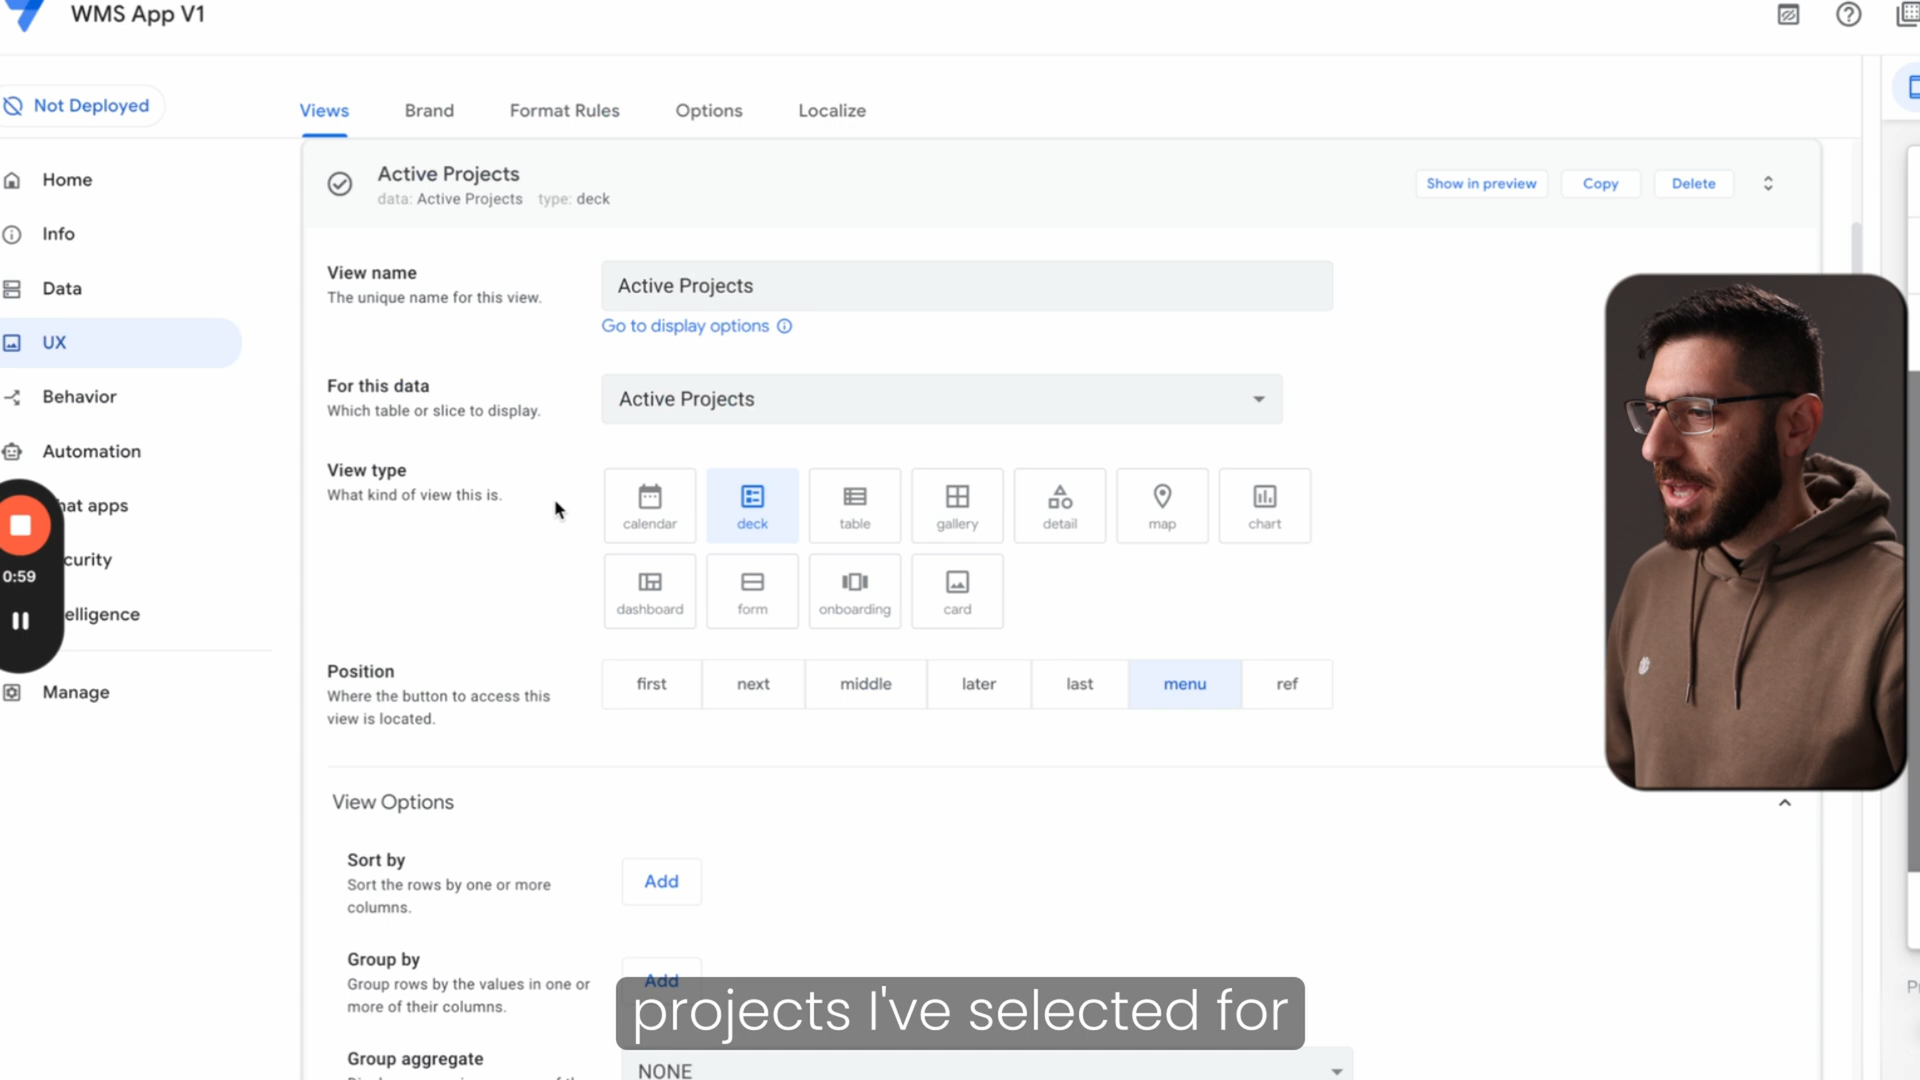 WMS App V1
Not Deployed
Views
Brand
Format Rules
Options
Localize
Home
Info
Data
UX
Behavior
Automation
hat apps
curity
elligence
Manage
0:59
Active Projects
data: Active Projects type: deck
Show in preview
Copy
Delete
View name
The unique name for this view.
Active Projects
Go to display options
For this data
Which table or slice to display.
Active Projects
View type
What kind of view this is.
calendar
deck
table
gallery
detail
map
chart
dashboard
form
onboarding
card
Position
Where the button to access this
view is located.
first
next
middle
later
last
menu
ref
View Options
Sort by
Sort the rows by one or more
columns.
Add
Group by
Group rows by the values in one or
more of their columns.
Add
projects I've selected for
Group aggregate
NONE